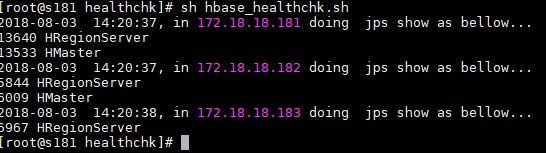 [root@s181 healthchk]# sh hbase_healthchk.sh
2018-08-03  14:20:37, in 172.18.18.181 doing  jps show as bellow...
13640 HRegionServer
13533 HMaster
2018-08-03  14:20:37, in 172.18.18.182 doing  jps show as bellow...
5844 HRegionServer
6009 HMaster
2018-08-03  14:20:38, in 172.18.18.183 doing  jps show as bellow...
6967 HRegionServer
[root@s181 healthchk]#